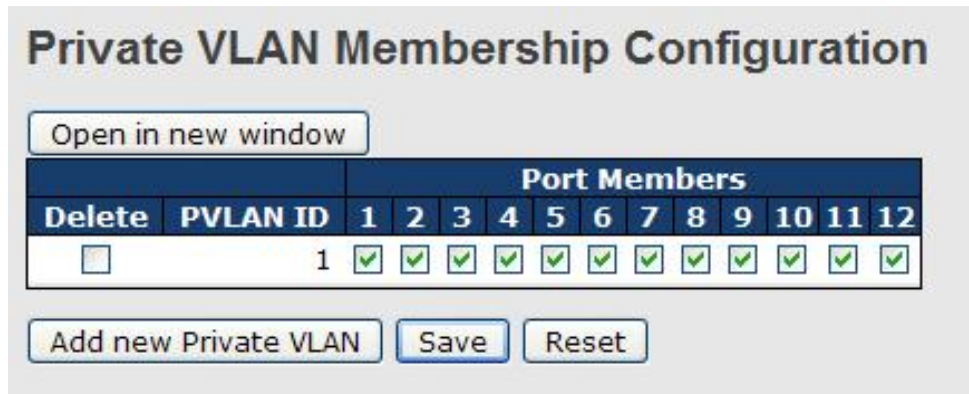 Private VLAN Membership Configuration
Open in new window
Port Members
Delete PVLAN ID 1 2 3 4 5 6 7 8 9 10 11 12
1
Add new Private VLAN Save Reset